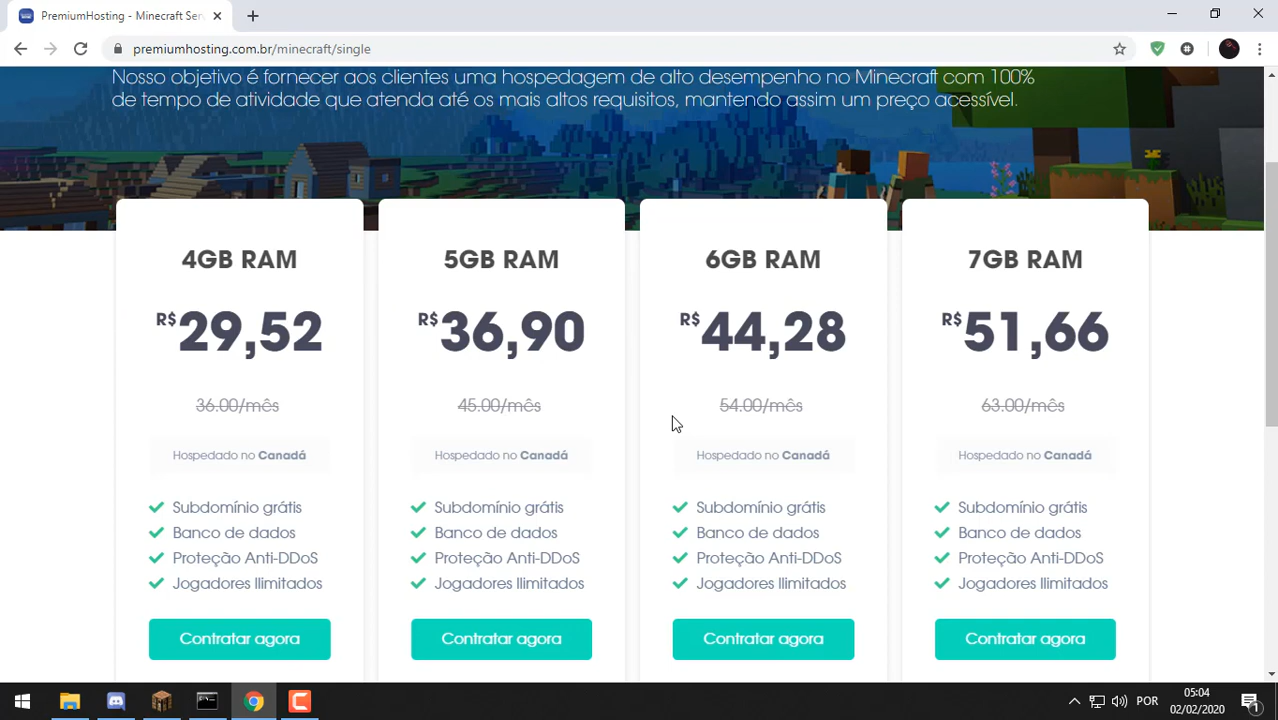 PremiumHosting - Minecraft Ser
premiumhosting.com.br/minecraft/single
Nosso objetivo é fornecer aos clientes uma hospedagem de alto desempenho no Minecraft com 100%
de tempo de atividade que atenda até os mais altos requisitos, mantendo assim um preço acessível.
4GB RAM
R$29,52
36.00/mês
Hospedado no Canadá
Subdomínio grátis
Banco de dados
Proteção Anti-DDoS
Jogadores Ilimitados
Contratar agora
5GB RAM
R$36,90
45.00/mês
Hospedado no Canadá
Subdomínio grátis
Banco de dados
Proteção Anti-DDoS
Jogadores Ilimitados
Contratar agora
6GB RAM
R$44,28
54.00/mês
Hospedado no Canadá
Subdomínio grátis
Banco de dados
Proteção Anti-DDoS
Jogadores Ilimitados
Contratar agora
7GB RAM
R$51,66
63.00/mês
Hospedado no Canadá
Subdomínio grátis
Banco de dados
Proteção Anti-DDoS
Jogadores Ilimitados
Contratar agora
POR
05:04
02/02/2020
1